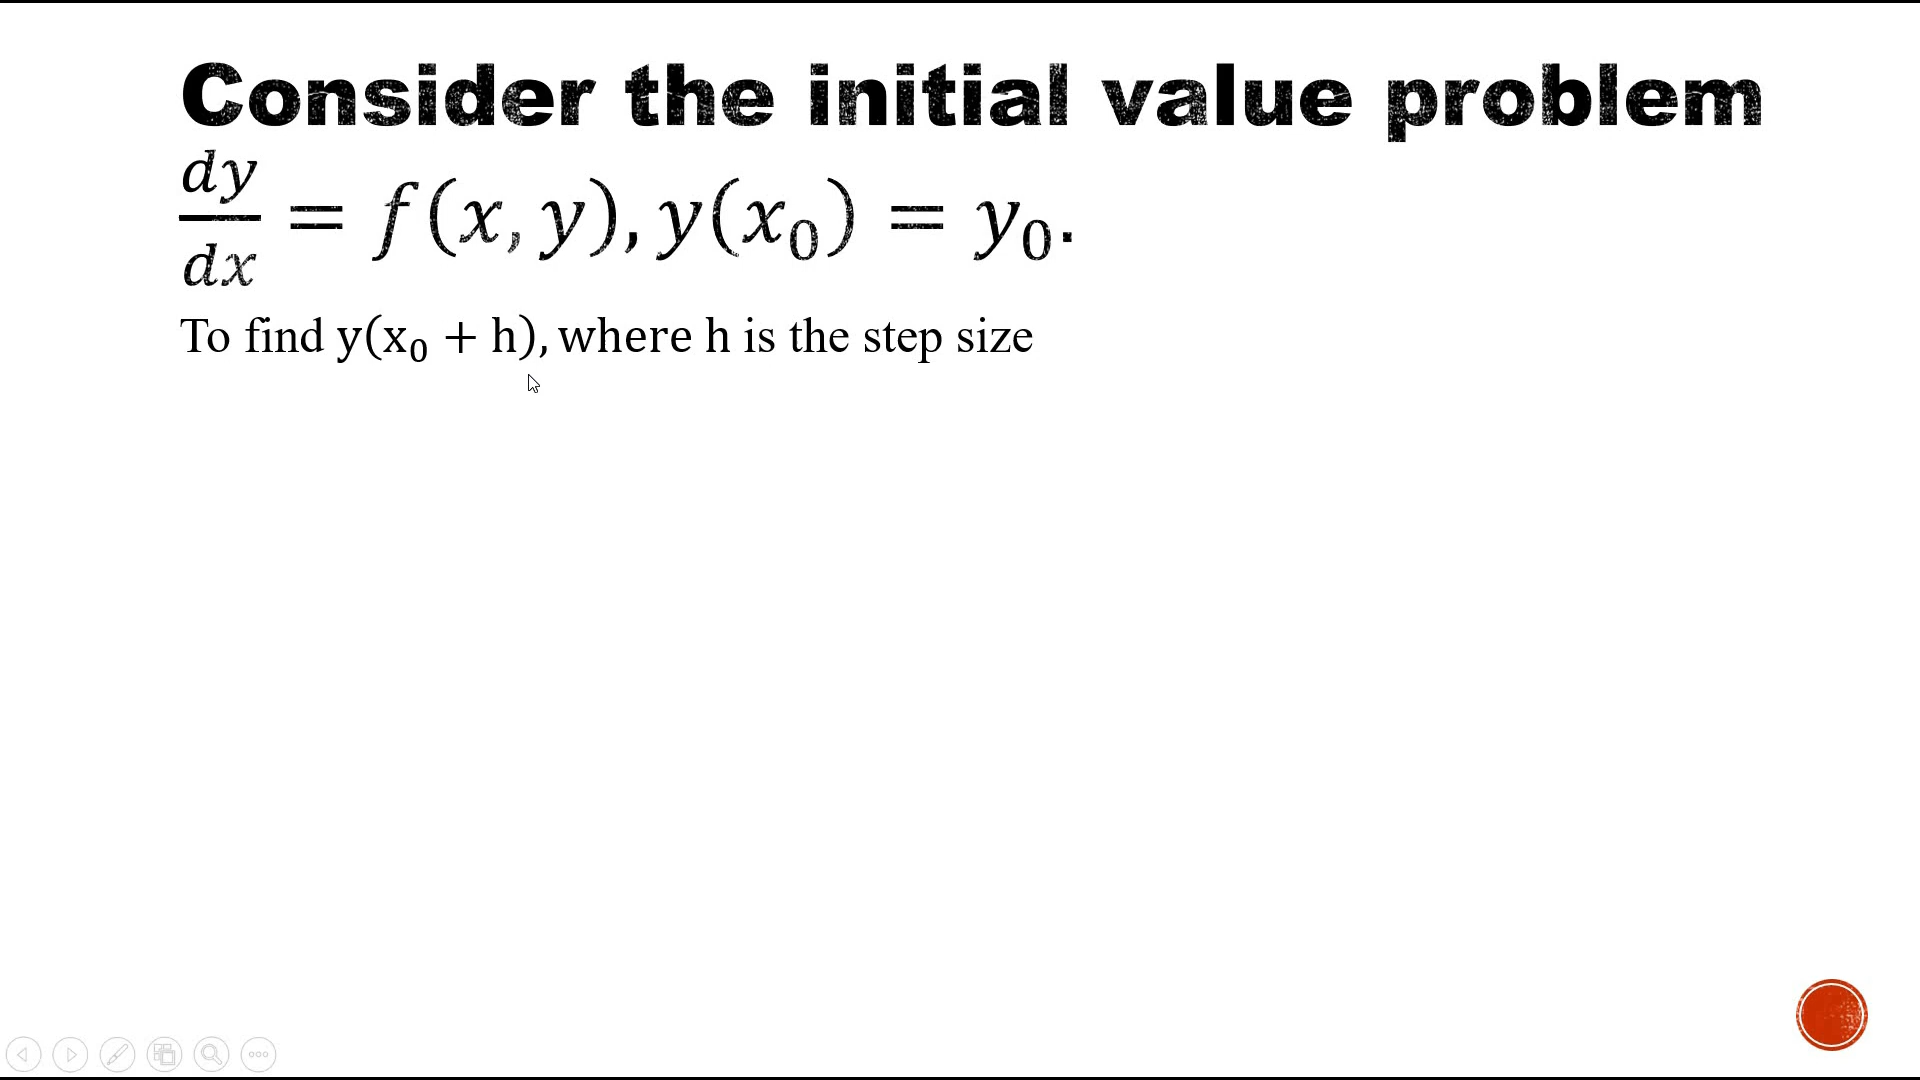 Consider the initial value problem
dy/dx = f(x, y), y(x₀) = y₀.
To find y(x₀ + h), where h is the step size